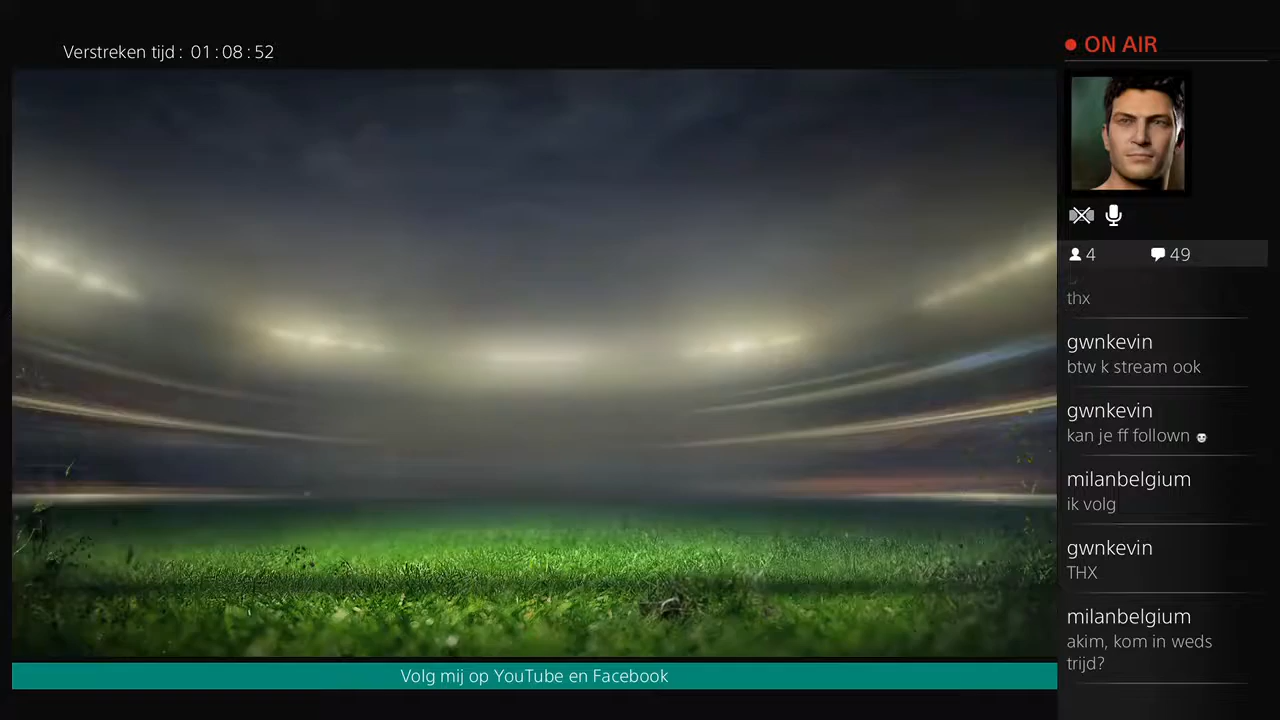 Verstreken tijd: 01:08:52
ON AIR
4 49
thx
gwnkevin
btw k stream ook
gwnkevin
kan je ff follown
milanbelgium
ik volg
gwnkevin
THX
milanbelgium
akim, kom in weds
trijd?
Volg mij op YouTube en Facebook